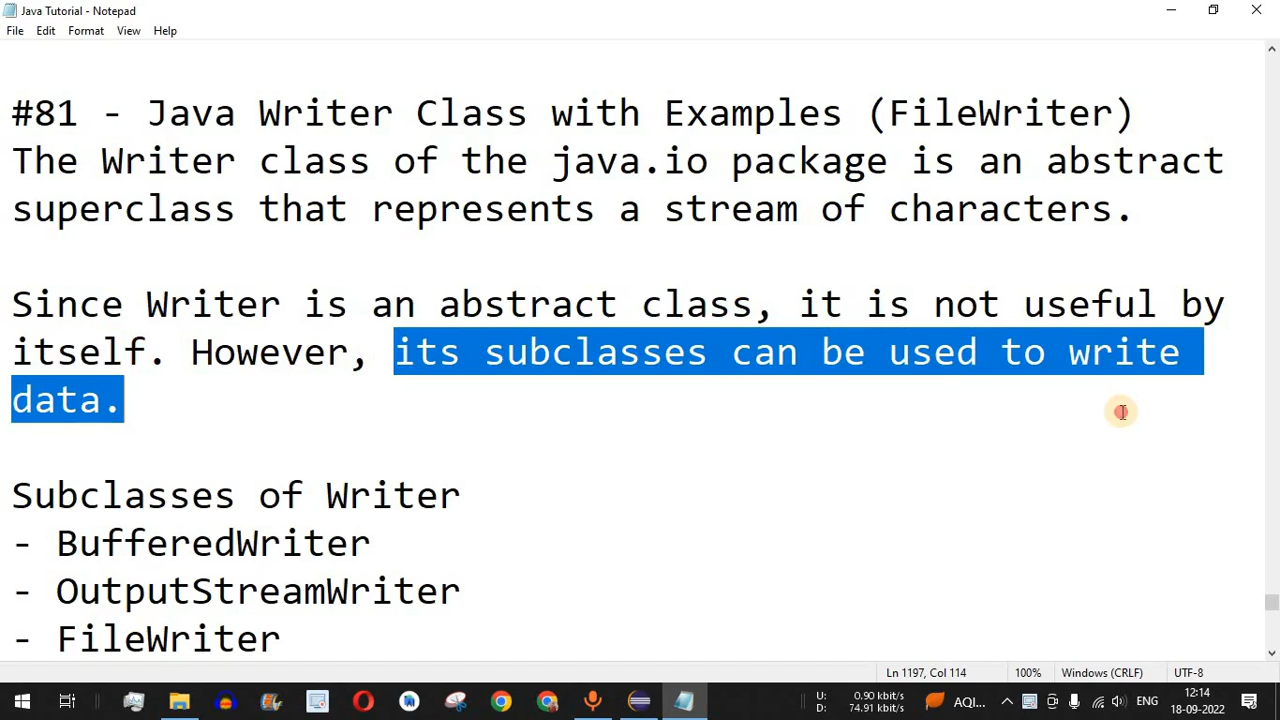 Java Tutorial - Notepad
File Edit Format View Help
#81 - Java Writer Class with Examples (FileWriter)
The Writer class of the java.io package is an abstract
superclass that represents a stream of characters.
Since Writer is an abstract class, it is not useful by
itself. However, its subclasses can be used to write
data.
Subclasses of Writer
- BufferedWriter
- OutputStreamWriter
- FileWriter
Ln 1197, Col 114 100% Windows (CRLF) UTF-8
U: 0.90 kbit/s
D: 74.91 kbit/s
AQI...
ENG
12:14
18-09-2022